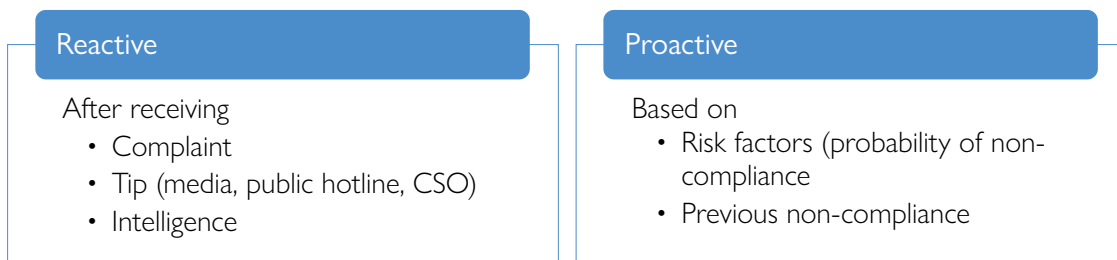 Reactive
After receiving
• Complaint
• Tip (media, public hotline, CSO)
• Intelligence
Proactive
Based on
• Risk factors (probability of non-
compliance
• Previous non-compliance